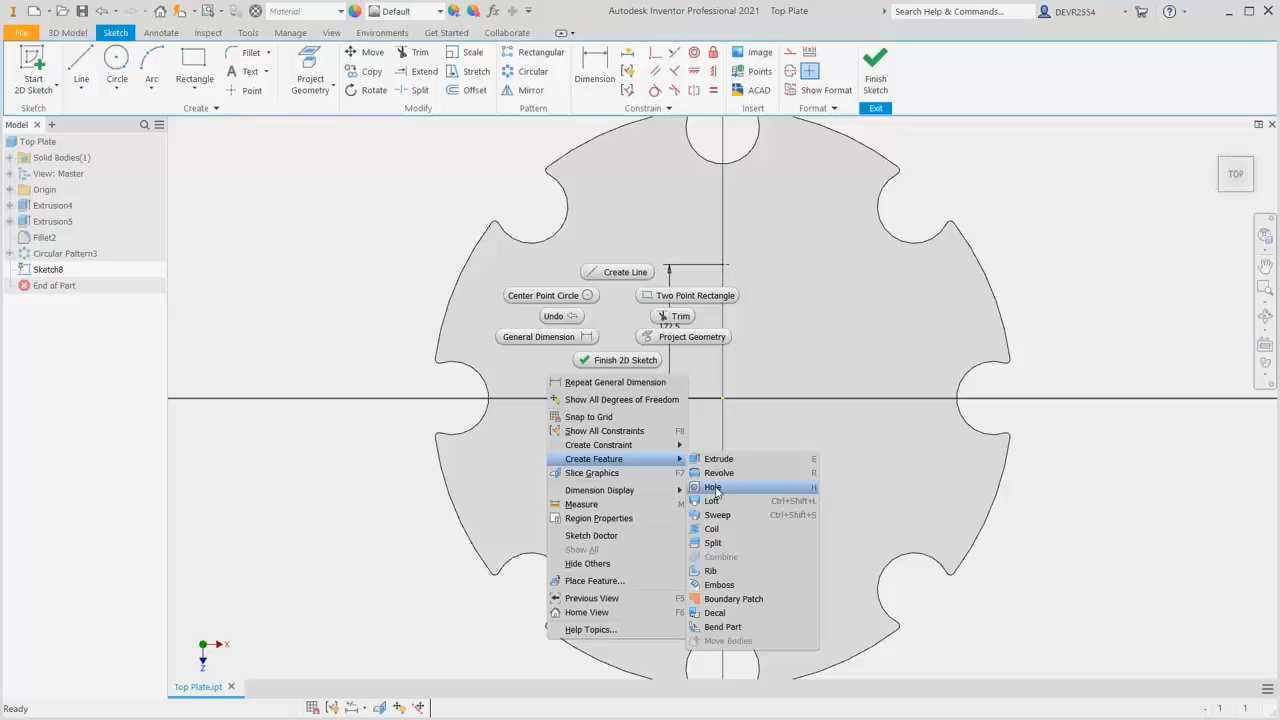 Material
Default
Autodesk Inventor Professional 2021 Top Plate
Search Help & Commands...
DEVR2554
File 3D Model Sketch Annotate Inspect Tools Manage View Environments Get Started Collaborate
Start
2D Sketch
Line
Circle
Arc
Rectangle
Fillet
Text
Point
Project
Geometry
Move
Copy
Rotate
Trim
Extend
Split
Scale
Stretch
Offset
Rectangular
Circular
Mirror
Dimension
Image
Points
ACAD
Show Format
Finish
Sketch
Sketch Create Modify Pattern Constrain Insert Format Exit
Model
Top Plate
Solid Bodies(1)
View: Master
Origin
Extrusion4
Extrusion5
Fillet2
Circular Pattern3
Sketch8
End of Part
TOP
Create Line
Center Point Circle
Two Point Rectangle
Undo
Trim
172.5
General Dimension
Project Geometry
Finish 2D Sketch
Repeat General Dimension
Show All Degrees of Freedom
Snap to Grid
Show All Constraints F8
Create Constraint
Create Feature
Slice Graphics F7
Dimension Display
Measure M
Region Properties
Sketch Doctor
Show All
Hide Others
Place Feature...
Previous View F5
Home View F6
Help Topics...
Extrude E
Revolve R
Hole H
Loft Ctrl+Shift+L
Sweep Ctrl+Shift+S
Coil
Split
Combine
Rib
Emboss
Boundary Patch
Decal
Bend Part
Move Bodies
X
Z
Top Plate.ipt
Ready
1 1